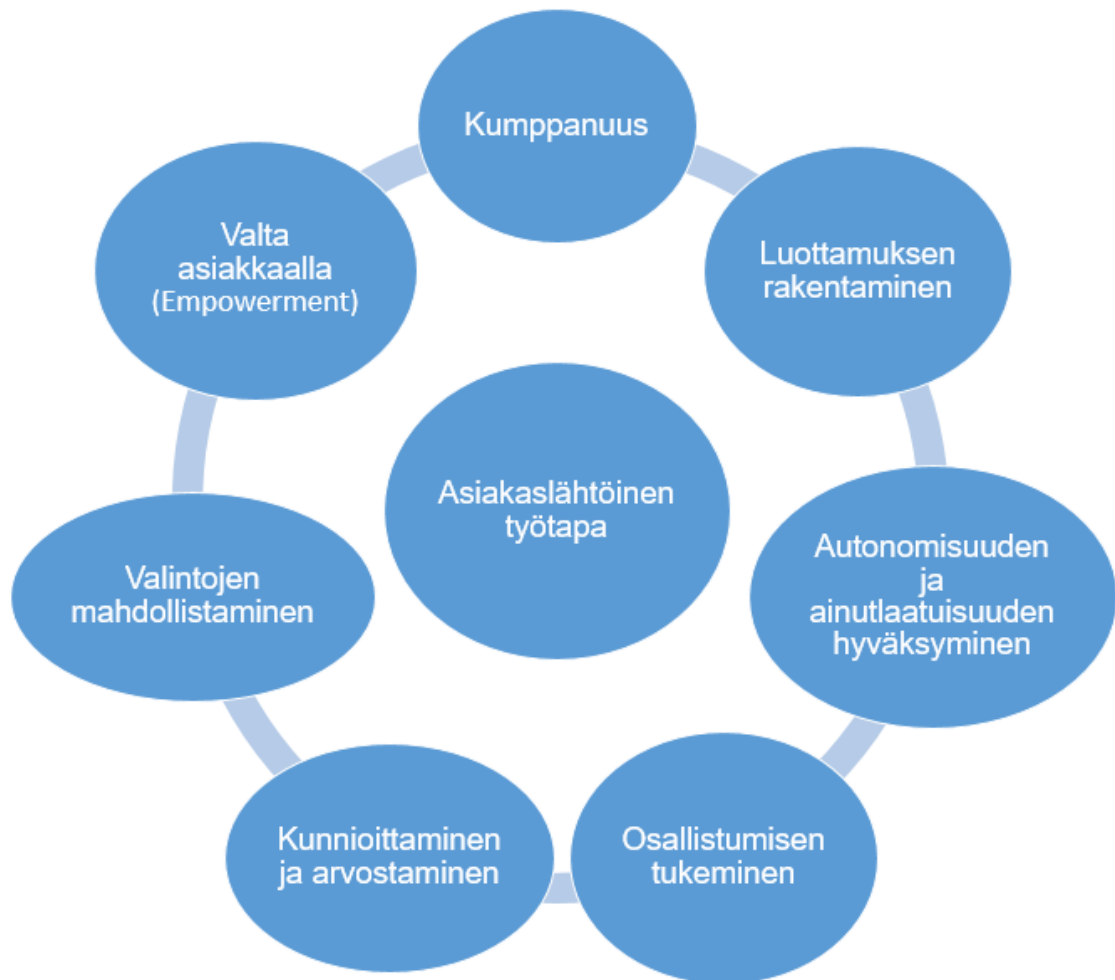 Kumppanuus
Luottamuksen
rakentaminen
Autonomisuuden
ja
ainutlaatuisuuden
hyväksyminen
Osallistumisen
tukeminen
Kunnioittaminen
ja arvostaminen
Valintojen
mahdollistaminen
Valta
asiakkaalla
(Empowerment)
Asiakaslähtöinen
työtapa